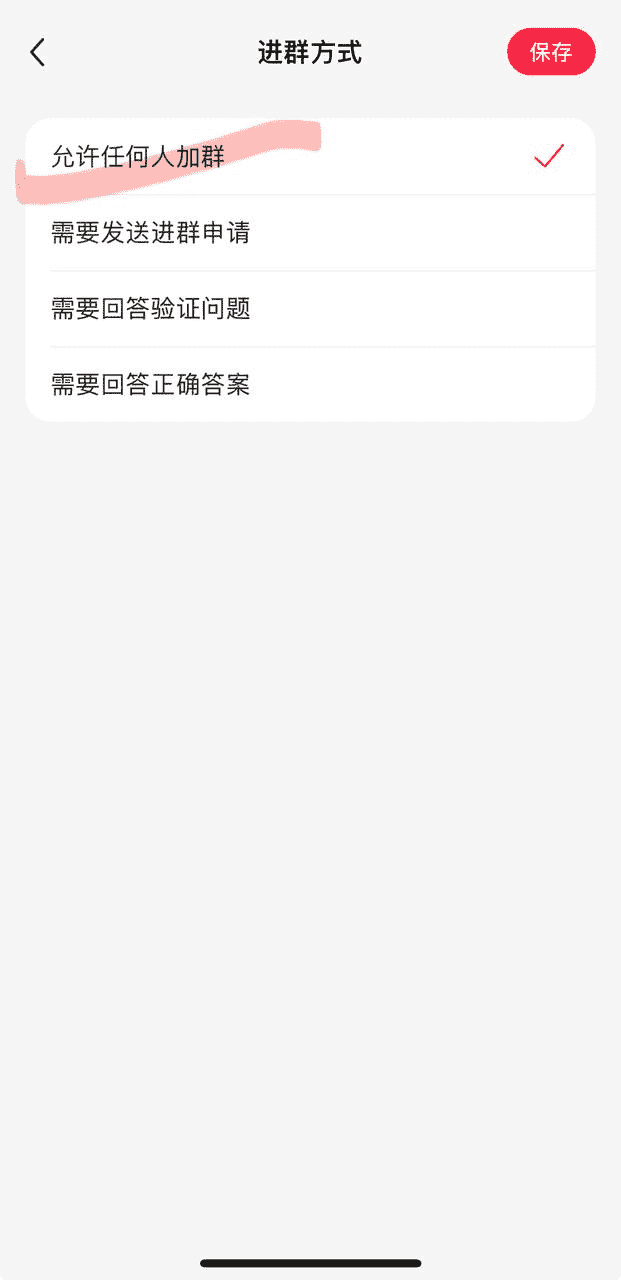 进群方式
保存
允许任何人加群
需要发送进群申请
需要回答验证问题
需要回答正确答案